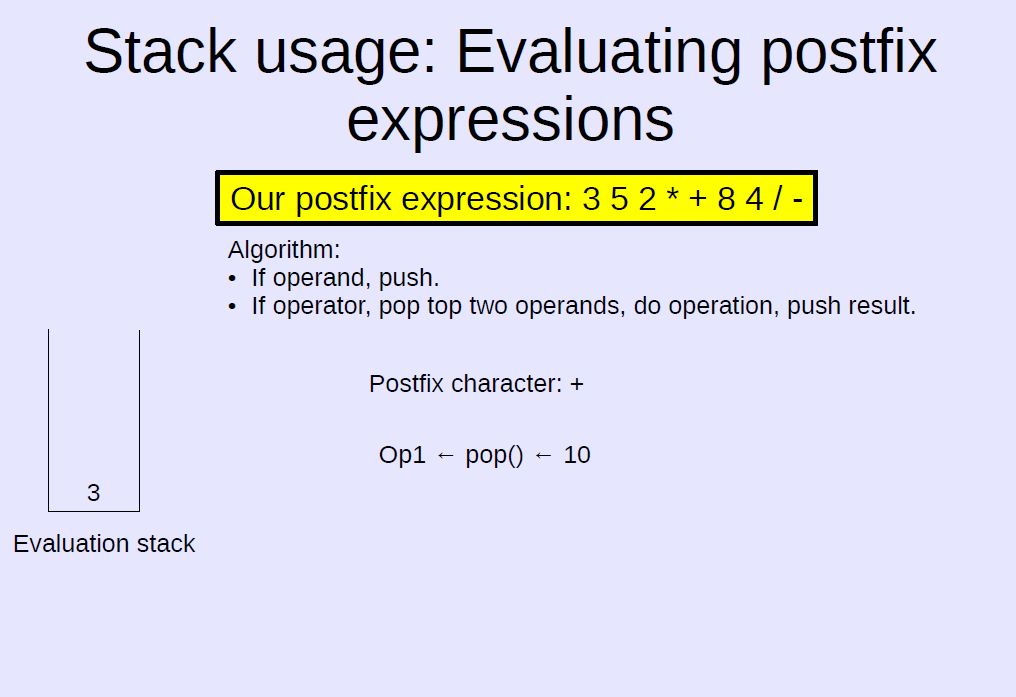 Stack usage: Evaluating postfix
expressions
Our postfix expression: 3 5 2 * + 8 4 / -
Algorithm:
• If operand, push.
• If operator, pop top two operands, do operation, push result.
Postfix character: +
Op1 ← pop() ← 10
3
Evaluation stack